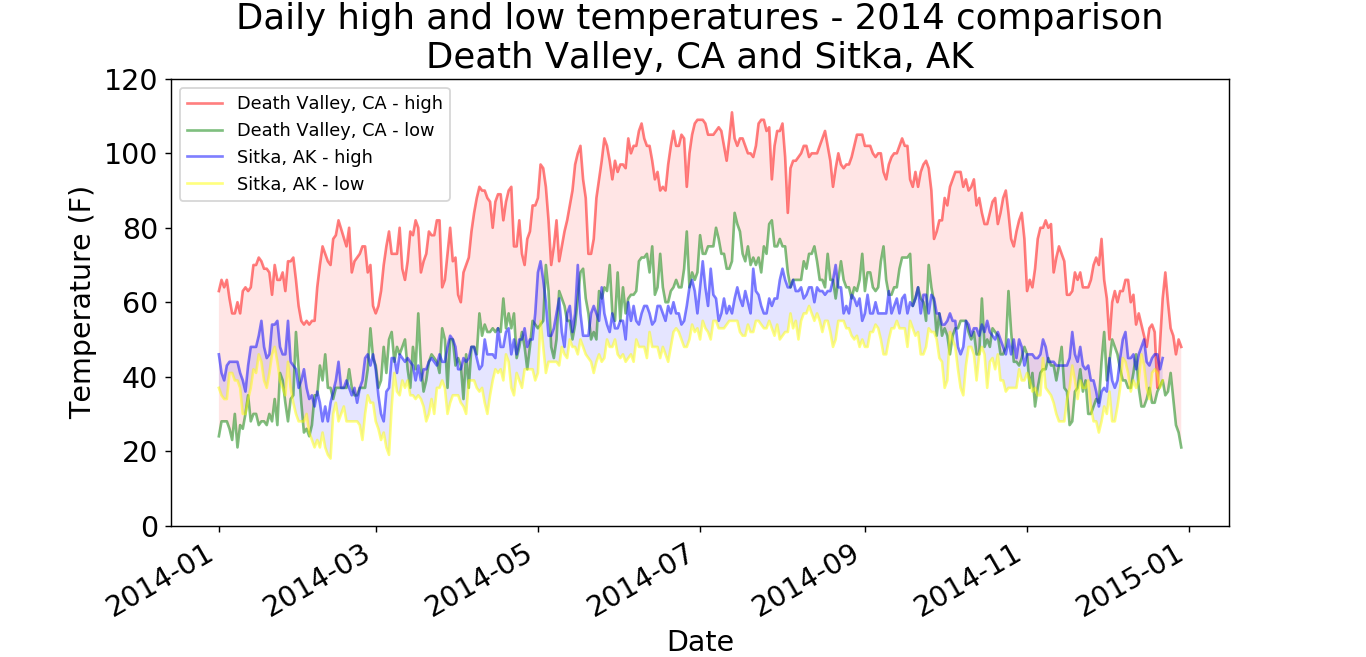 Daily high and low temperatures - 2014 comparison
Death Valley, CA and Sitka, AK
120
100
80
60
40
20
0
Temperature (F)
Death Valley, CA - high
Death Valley, CA - low
Sitka, AK - high
Sitka, AK - low
2014-01
2014-03
2014-05
2014-07
2014-09
2014-11
2015-01
Date